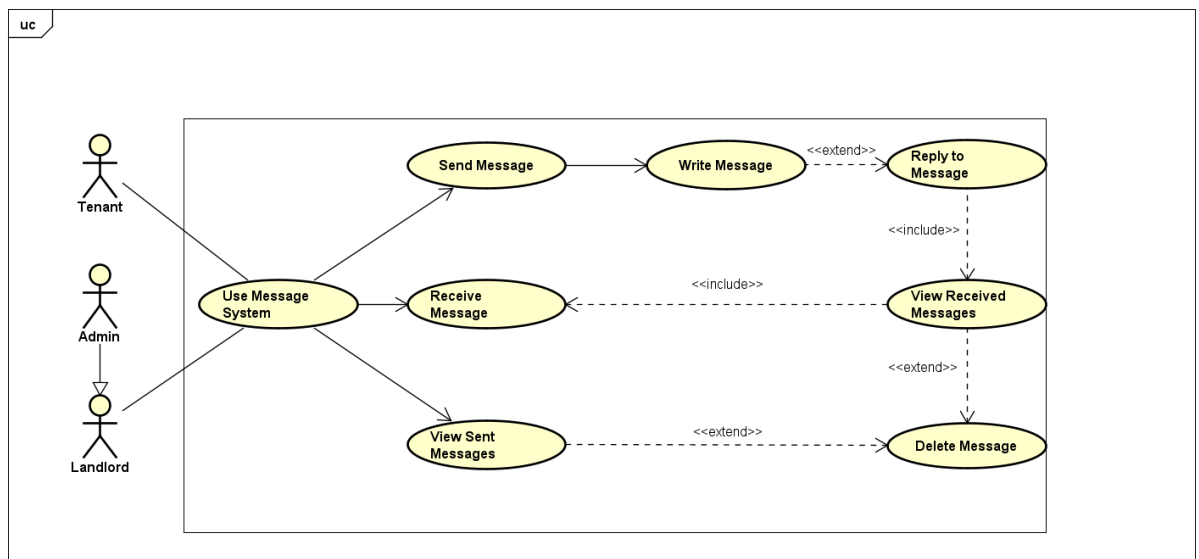 uc
Tenant
Admin
Landlord
Use Message
System
Send Message
Write Message
<<extend>>
Reply to
Message
<<include>>
Receive
Message
<<include>>
View Received
Messages
<<extend>>
View Sent
Messages
<<extend>>
Delete Message